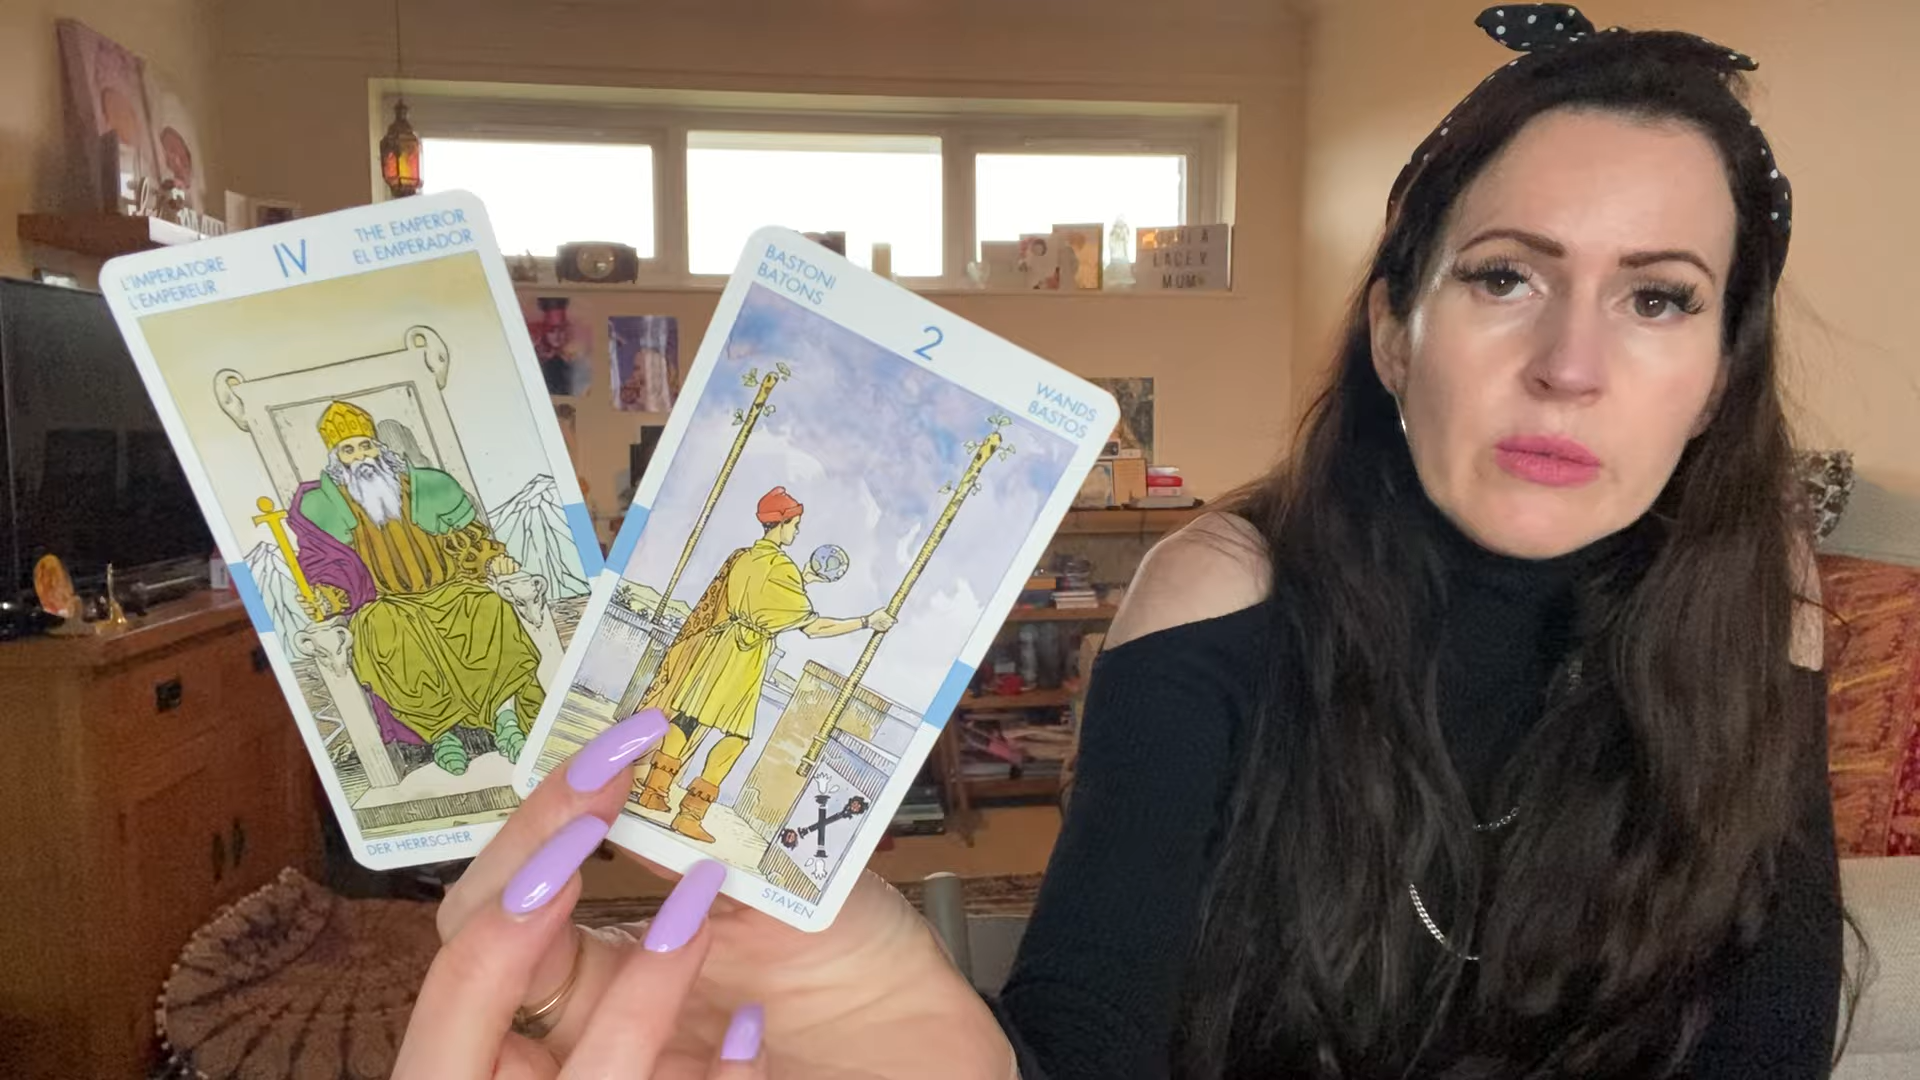 L'IMPERATORE
L'EMPEREUR
IV
THE EMPEROR
EL EMPERADOR
DER HERRSCHER
BASTONI
BATONS
2
WANDS
BASTOS
STAVEN
LACEY
MUM